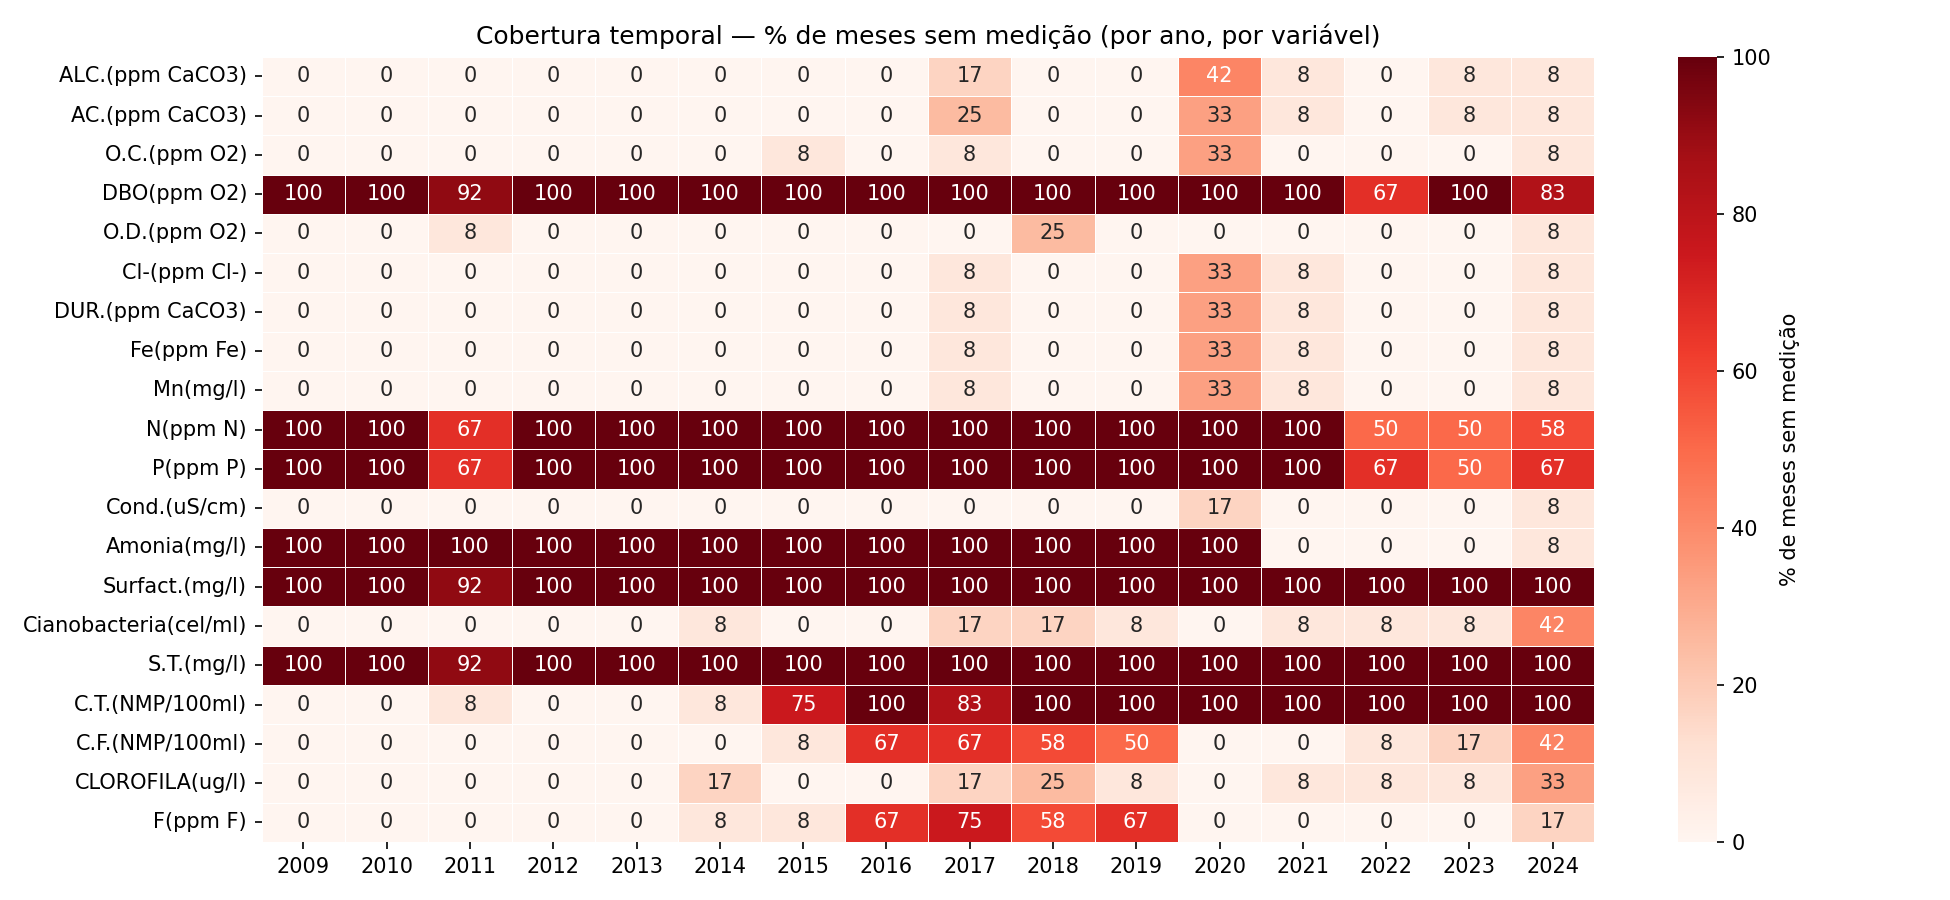 Cobertura temporal — % de meses sem medição (por ano, por variável)
ALC.(ppm CaCO3) 0 0 0 0 0 0 0 0 17 0 0 42 8 0 8 8
AC.(ppm CaCO3) 0 0 0 0 0 0 0 0 25 0 0 33 8 0 8 8
O.C.(ppm O2) 0 0 0 0 0 0 8 0 8 0 0 33 0 0 0 8
DBO(ppm O2) 100 100 92 100 100 100 100 100 100 100 100 100 100 67 100 83
O.D.(ppm O2) 0 0 8 0 0 0 0 0 0 25 0 0 0 0 0 8
Cl-(ppm Cl-) 0 0 0 0 0 0 0 0 8 0 0 33 8 0 0 8
DUR.(ppm CaCO3) 0 0 0 0 0 0 0 0 8 0 0 33 8 0 0 8
Fe(ppm Fe) 0 0 0 0 0 0 0 0 8 0 0 33 8 0 0 8
Mn(mg/l) 0 0 0 0 0 0 0 0 8 0 0 33 8 0 0 8
N(ppm N) 100 100 67 100 100 100 100 100 100 100 100 100 100 50 50 58
P(ppm P) 100 100 67 100 100 100 100 100 100 100 100 100 100 67 50 67
Cond.(uS/cm) 0 0 0 0 0 0 0 0 0 0 0 17 0 0 0 8
Amonia(mg/l) 100 100 100 100 100 100 100 100 100 100 100 100 0 0 0 8
Surfact.(mg/l) 100 100 92 100 100 100 100 100 100 100 100 100 100 100 100 100
Cianobacteria(cel/ml) 0 0 0 0 0 8 0 0 17 17 8 0 8 8 8 42
S.T.(mg/l) 100 100 92 100 100 100 100 100 100 100 100 100 100 100 100 100
C.T.(NMP/100ml) 0 0 8 0 0 8 75 100 83 100 100 100 100 100 100 100
C.F.(NMP/100ml) 0 0 0 0 0 0 8 67 67 58 50 0 0 8 17 42
CLOROFILA(ug/l) 0 0 0 0 0 17 0 0 17 25 8 0 8 8 8 33
F(ppm F) 0 0 0 0 0 8 8 67 75 58 67 0 0 0 0 17
2009 2010 2011 2012 2013 2014 2015 2016 2017 2018 2019 2020 2021 2022 2023 2024
100
80
60
40
20
0
% de meses sem medição